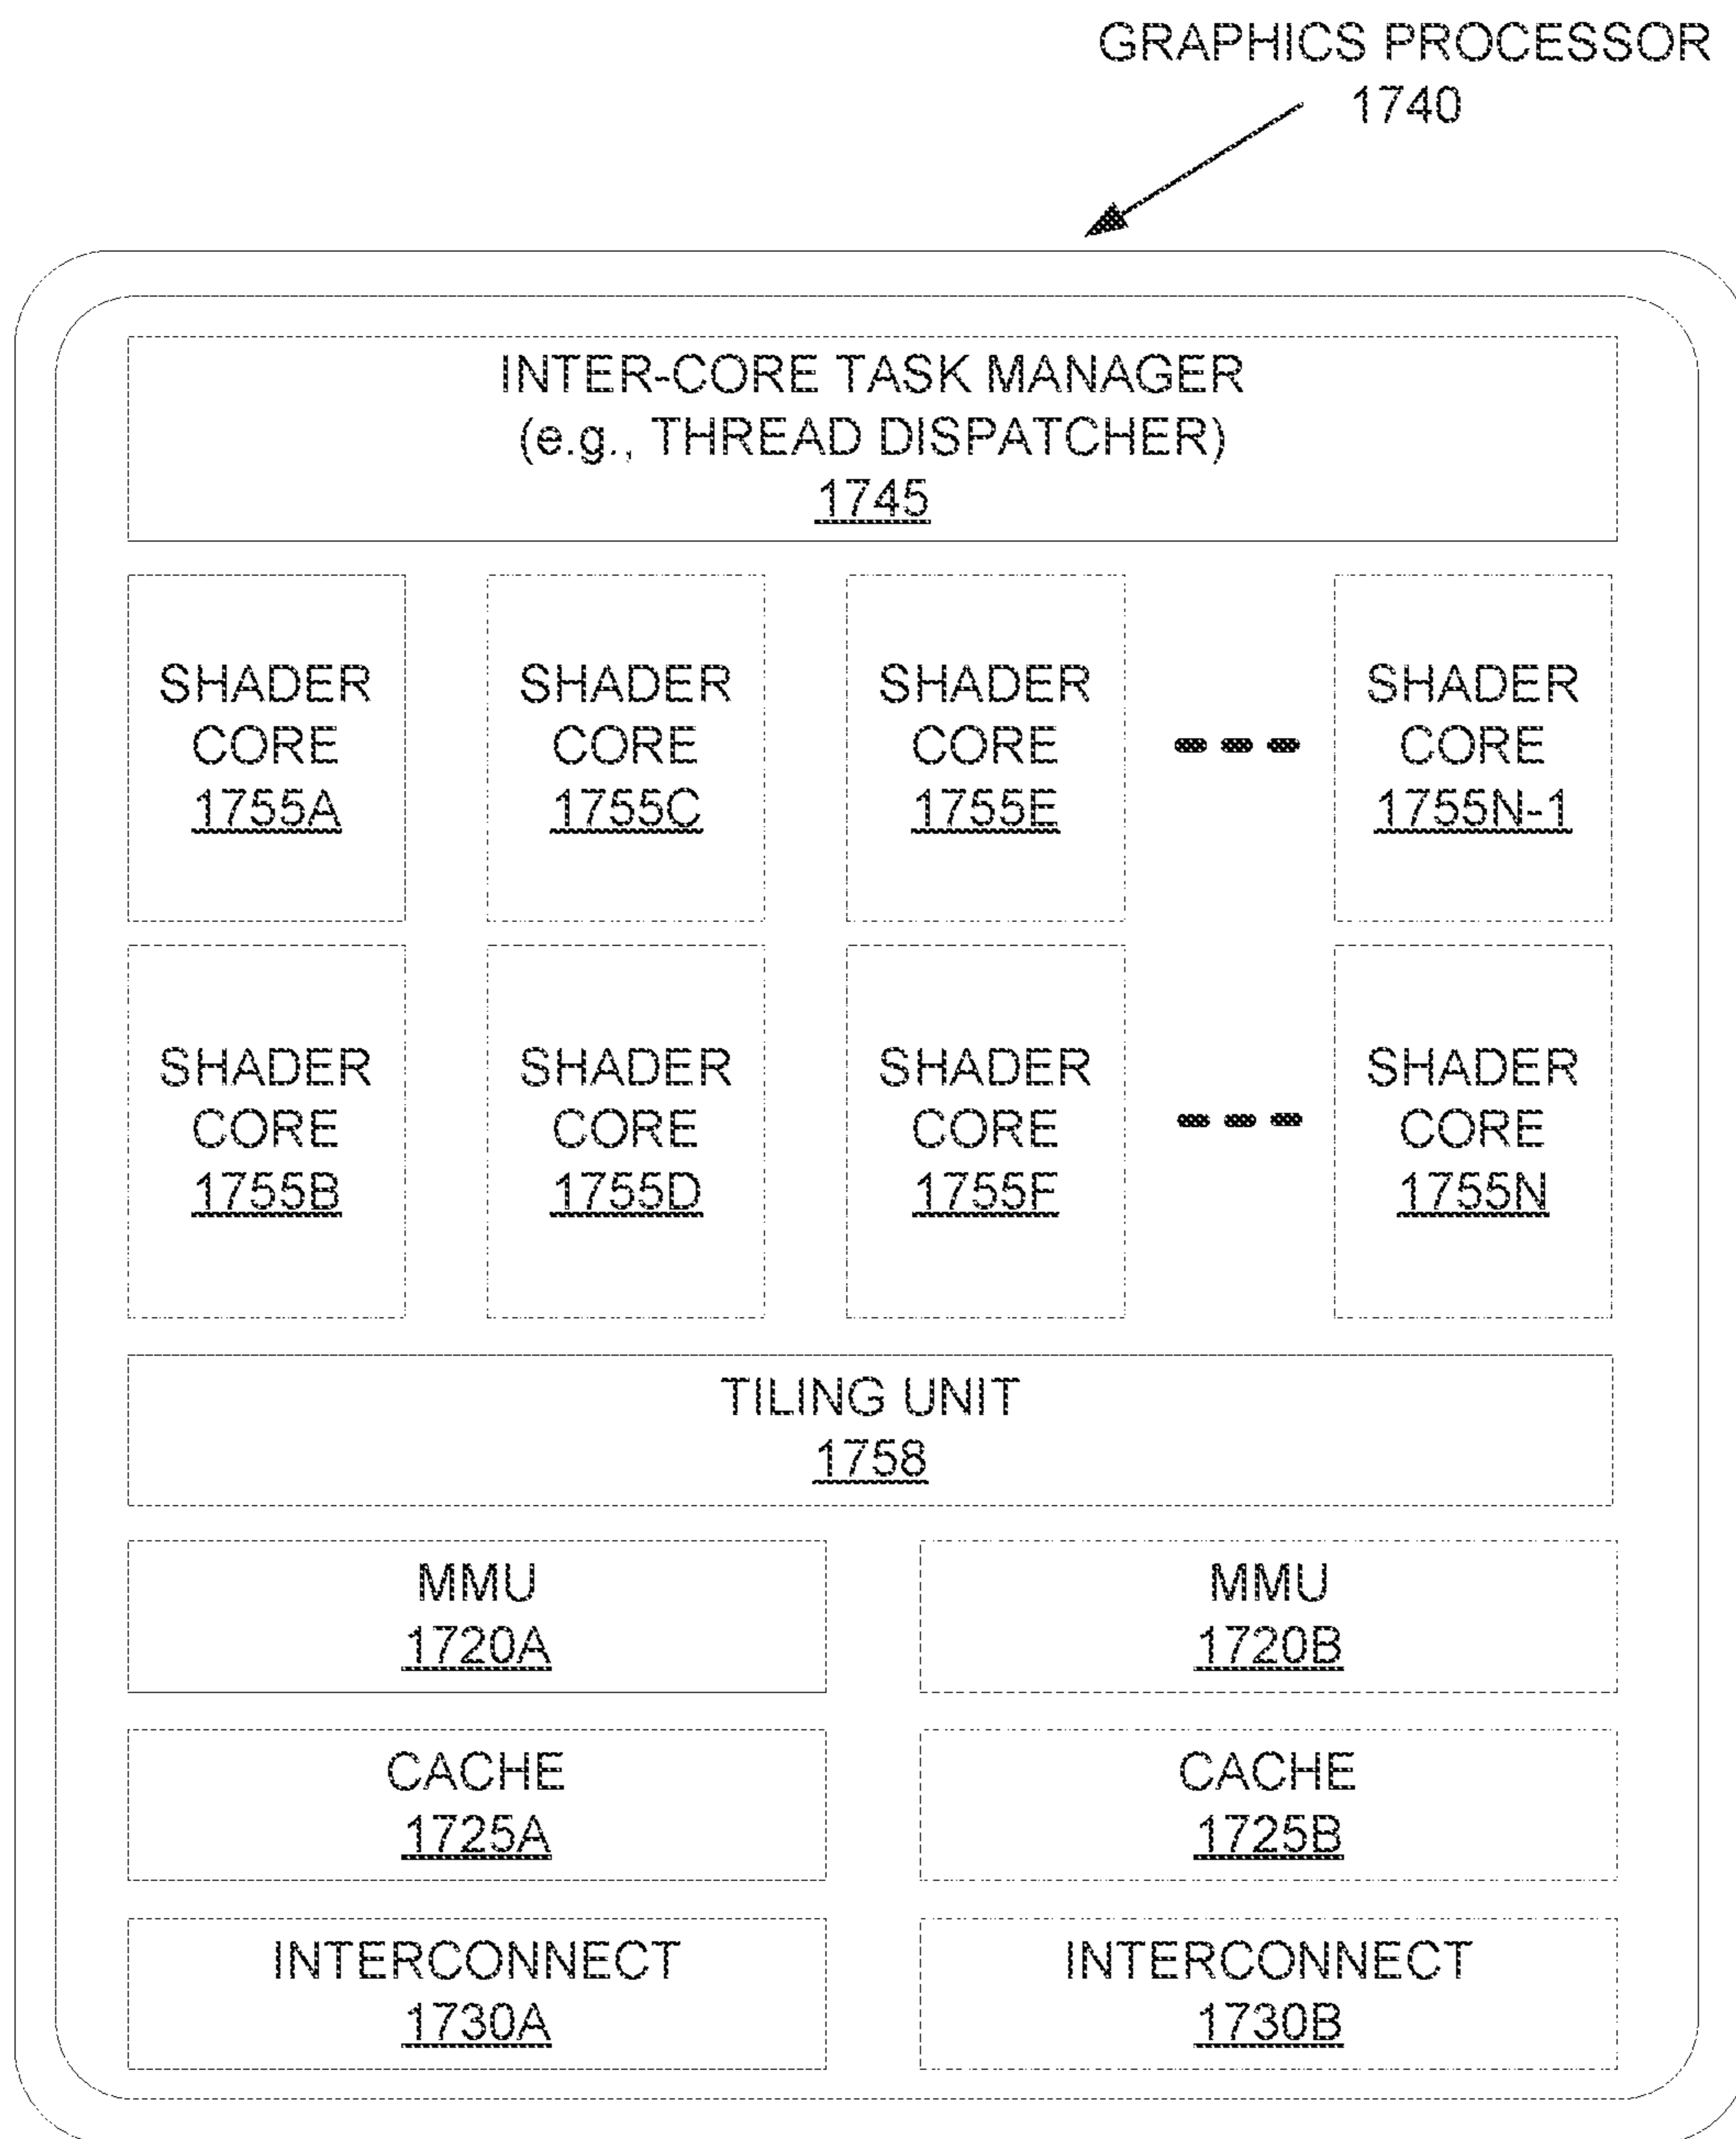 GRAPHICS PROCESSOR
1740
INTER-CORE TASK MANAGER
(e.g., THREAD DISPATCHER)
1745
SHADER
CORE
1755A
SHADER
CORE
1755C
SHADER
CORE
1755E
SHADER
CORE
1755N-1
SHADER
CORE
1755B
SHADER
CORE
1755D
SHADER
CORE
1755F
SHADER
CORE
1755N
TILING UNIT
1758
MMU
1720A
MMU
1720B
CACHE
1725A
CACHE
1725B
INTERCONNECT
1730A
INTERCONNECT
1730B